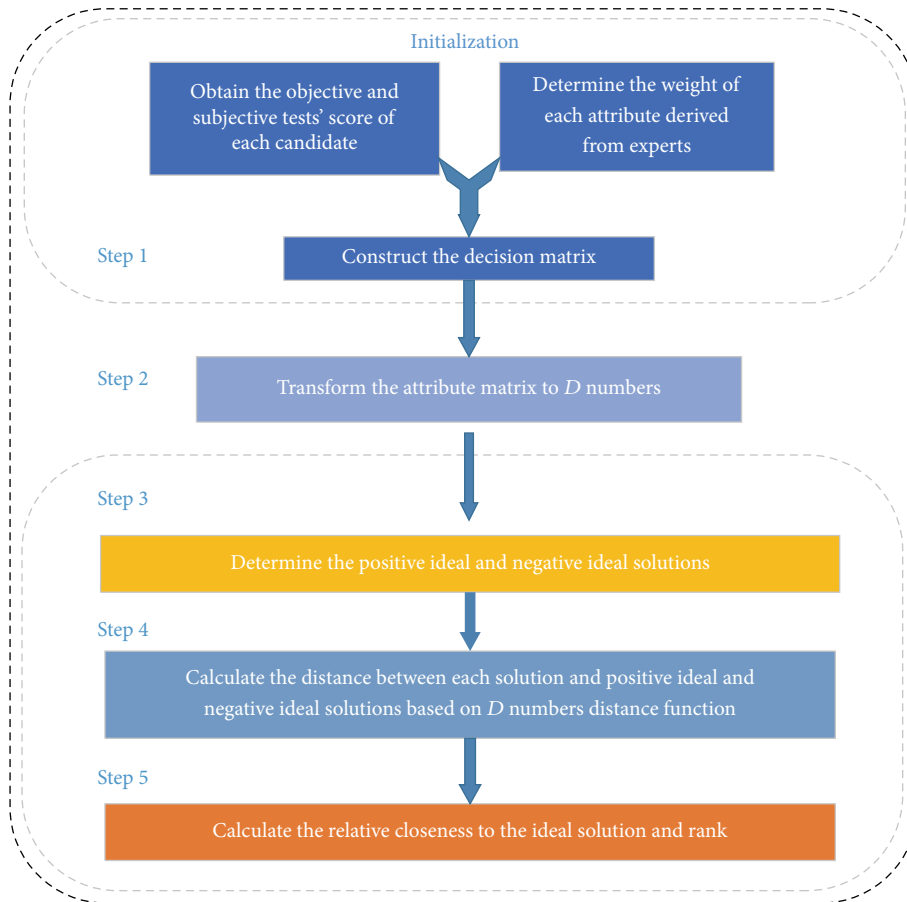 Initialization
Obtain the objective and
subjective tests' score of
each candidate
Determine the weight of
each attribute derived
from experts
Step 1
Construct the decision matrix
Step 2
Transform the attribute matrix to D numbers
Step 3
Determine the positive ideal and negative ideal solutions
Step 4
Calculate the distance between each solution and positive ideal and
negative ideal solutions based on D numbers distance function
Step 5
Calculate the relative closeness to the ideal solution and rank